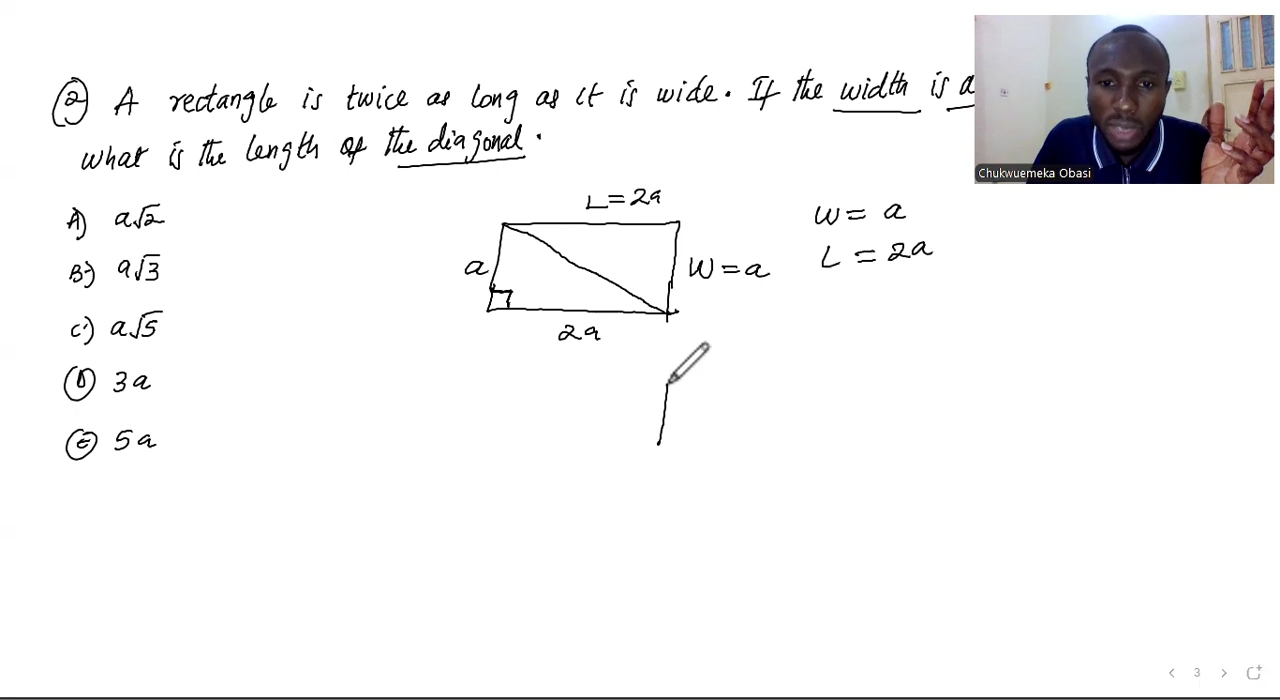 (2) A rectangle is twice as long as it is wide. If the width is a
what is the length of the diagonal.
A) a√2
B) a√3
C) a√5
(D) 3a
(E) 5a
L = 2a
a
W = a
2a
W = a
L = 2a
Chukwuemeka Obasi
< 3 >